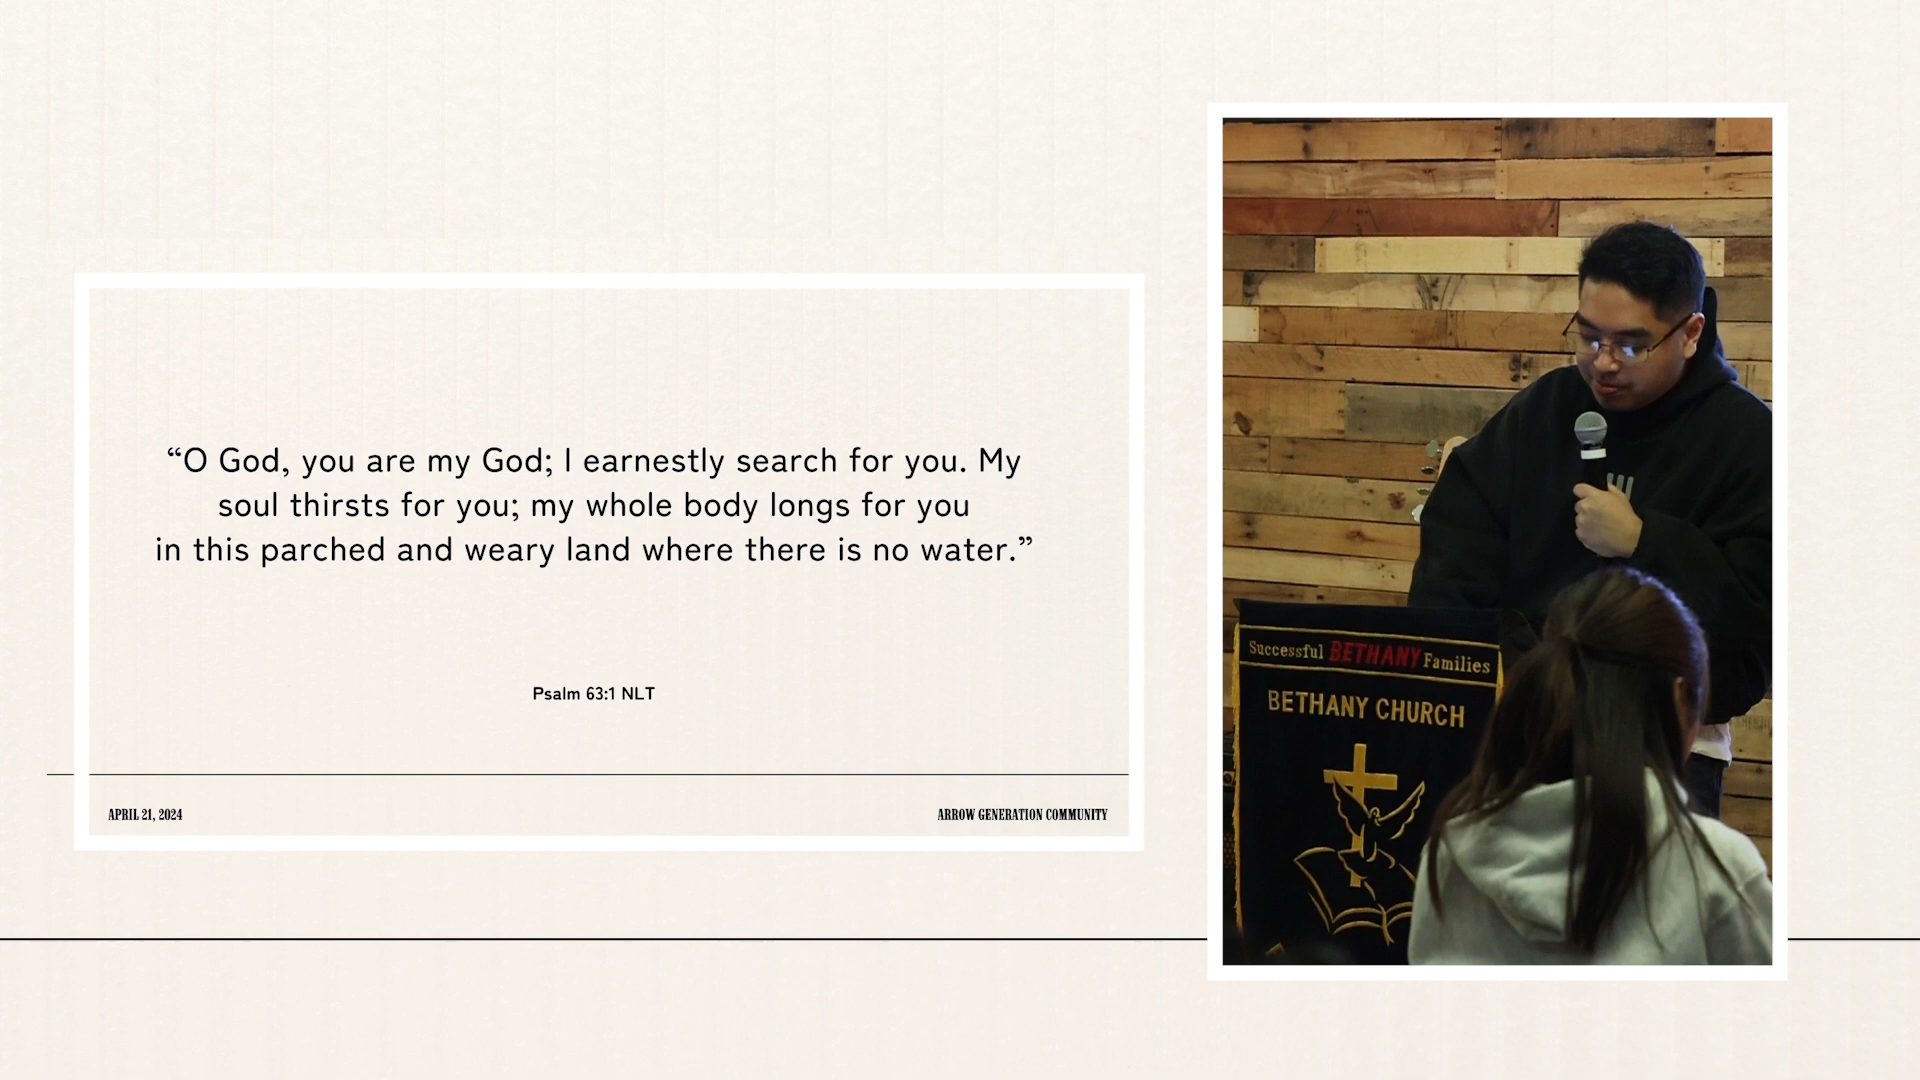 “O God, you are my God; I earnestly search for you. My
soul thirsts for you; my whole body longs for you
in this parched and weary land where there is no water.”
Psalm 63:1 NLT
APRIL 21, 2024
ARROW GENERATION COMMUNITY
Successful BETHANY Families
BETHANY CHURCH